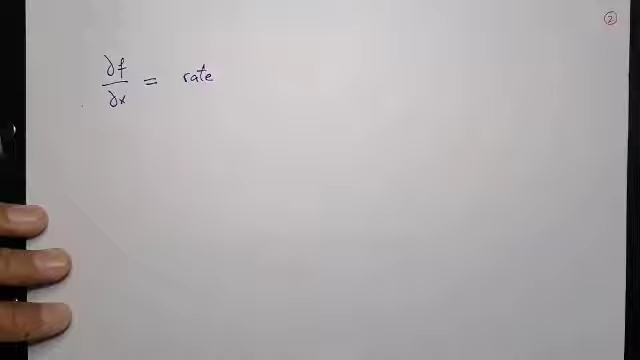 ②
∂f/∂x = rate